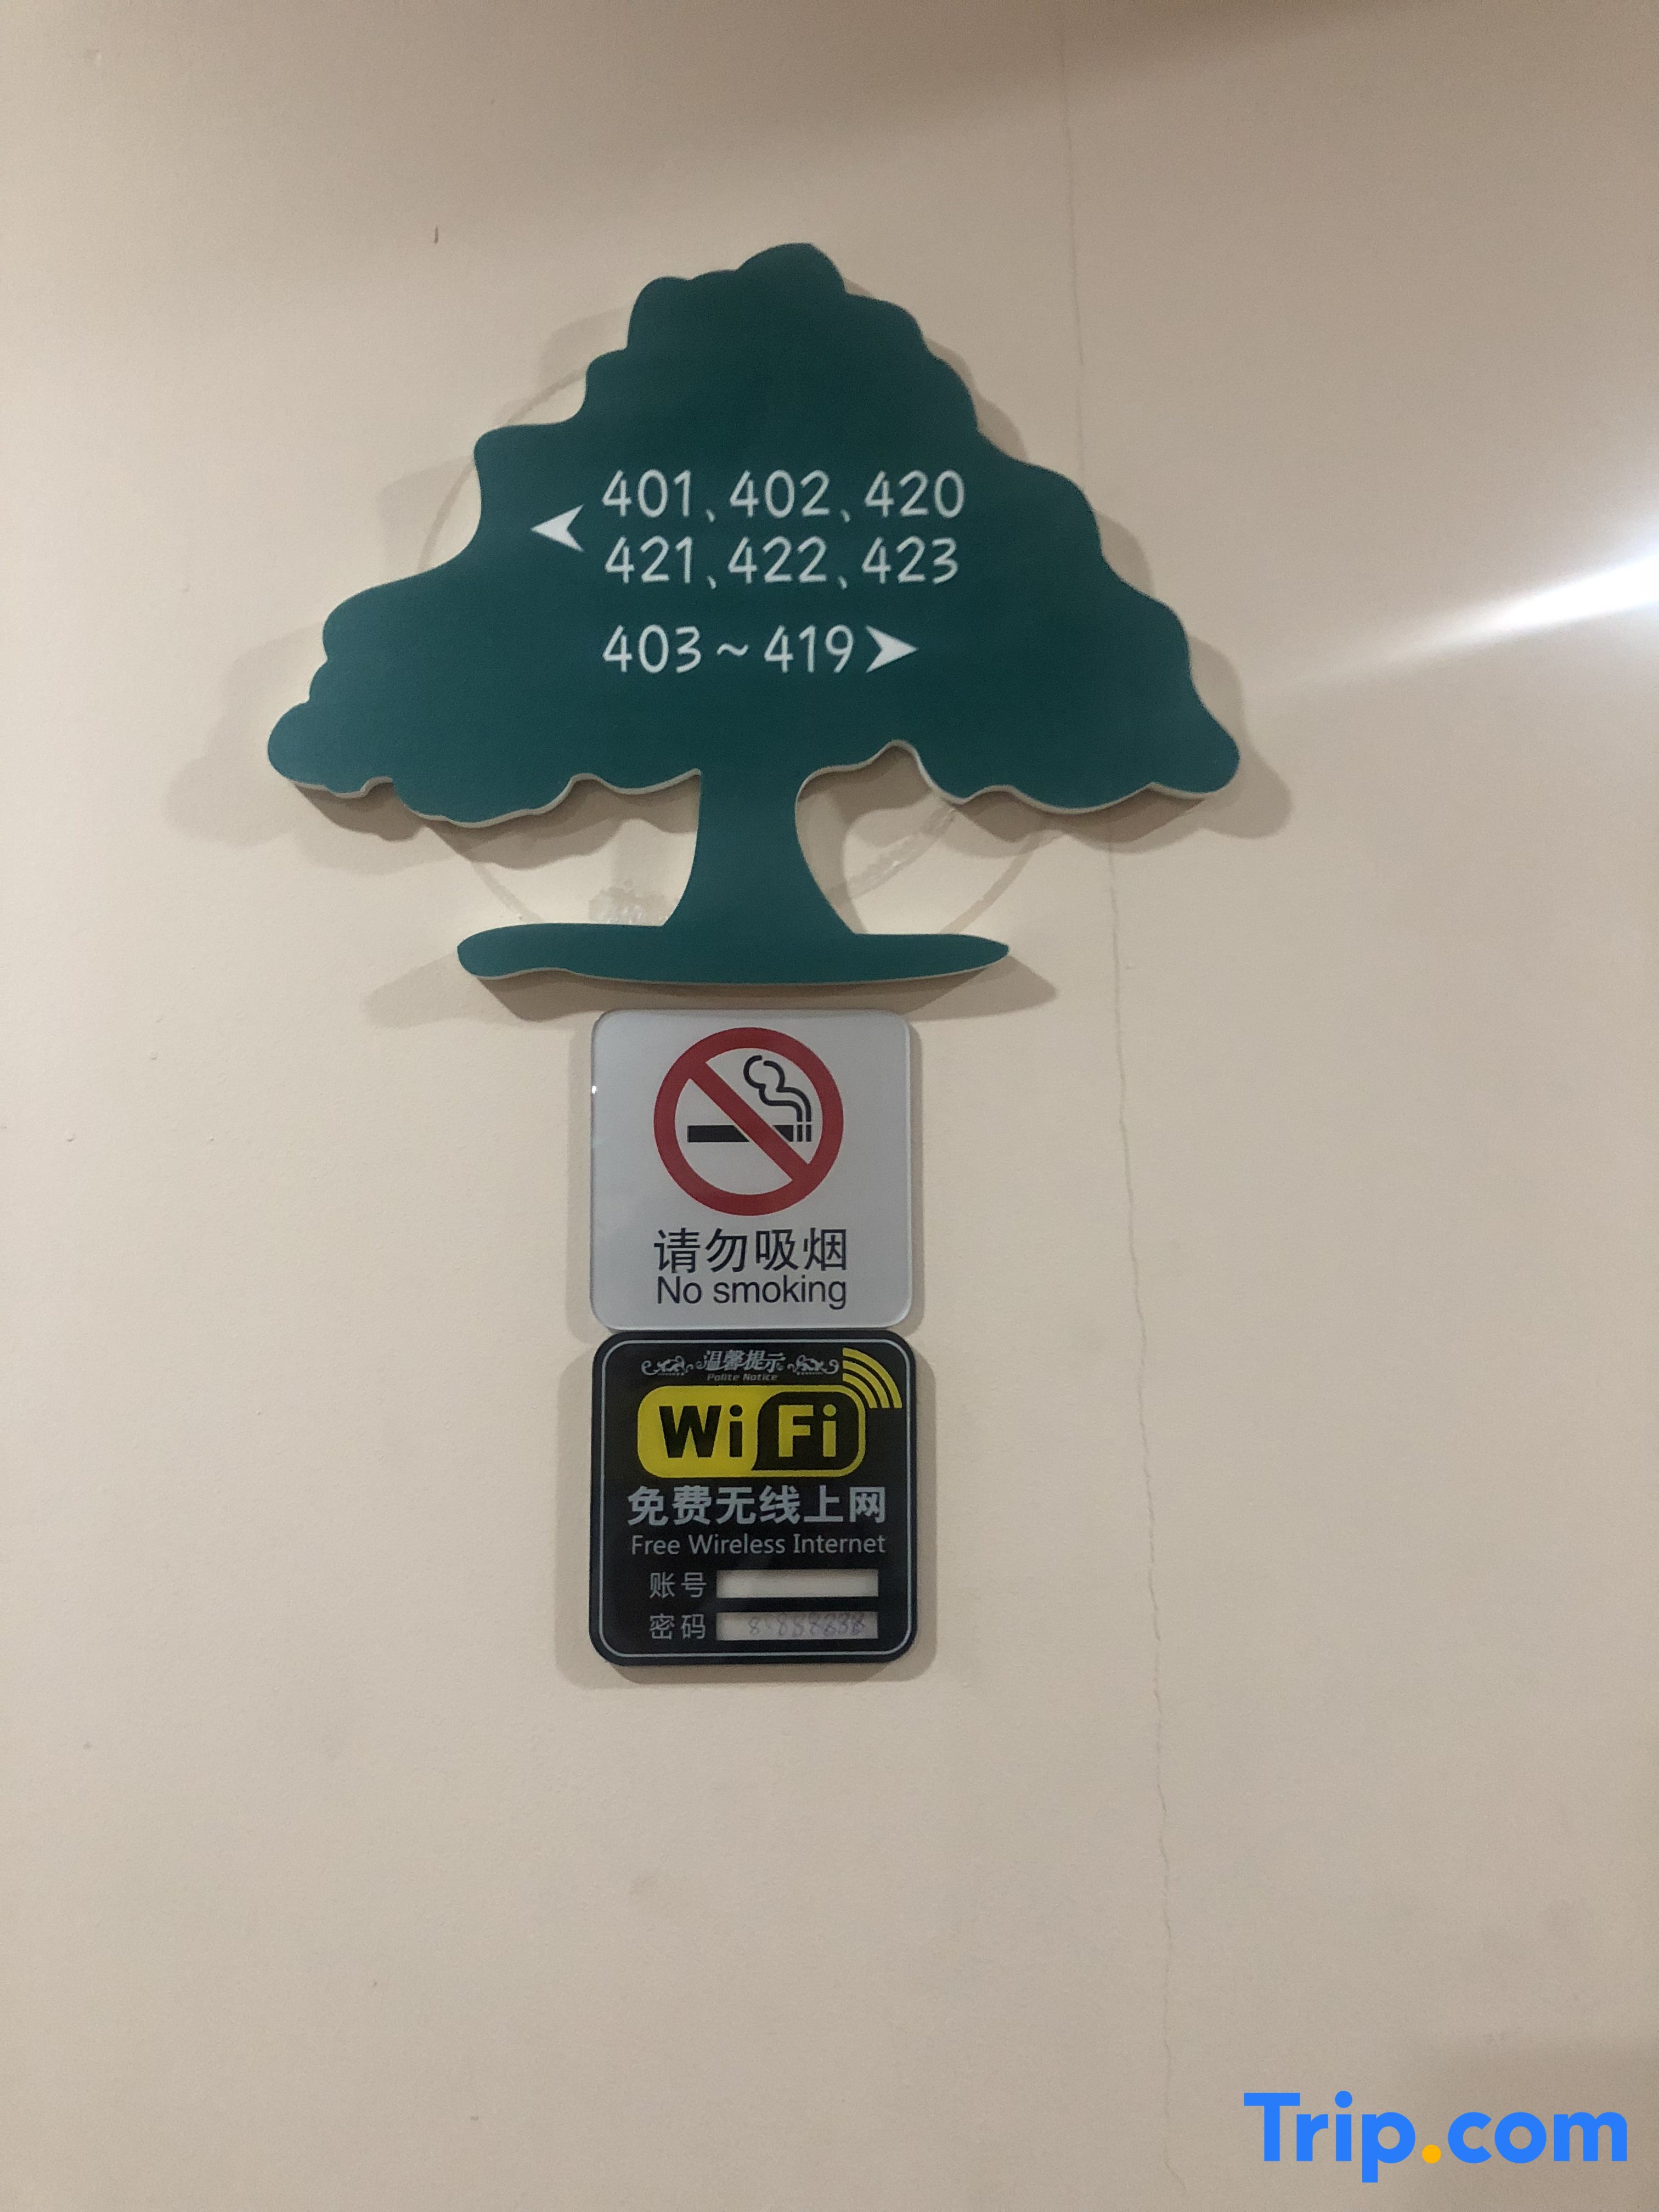 401、402、420
421、422、423
403~419
请勿吸烟
No smoking
温馨提示
Polite Notice
WiFi
免费无线上网
Free Wireless Internet
账号
密码
Trip.com